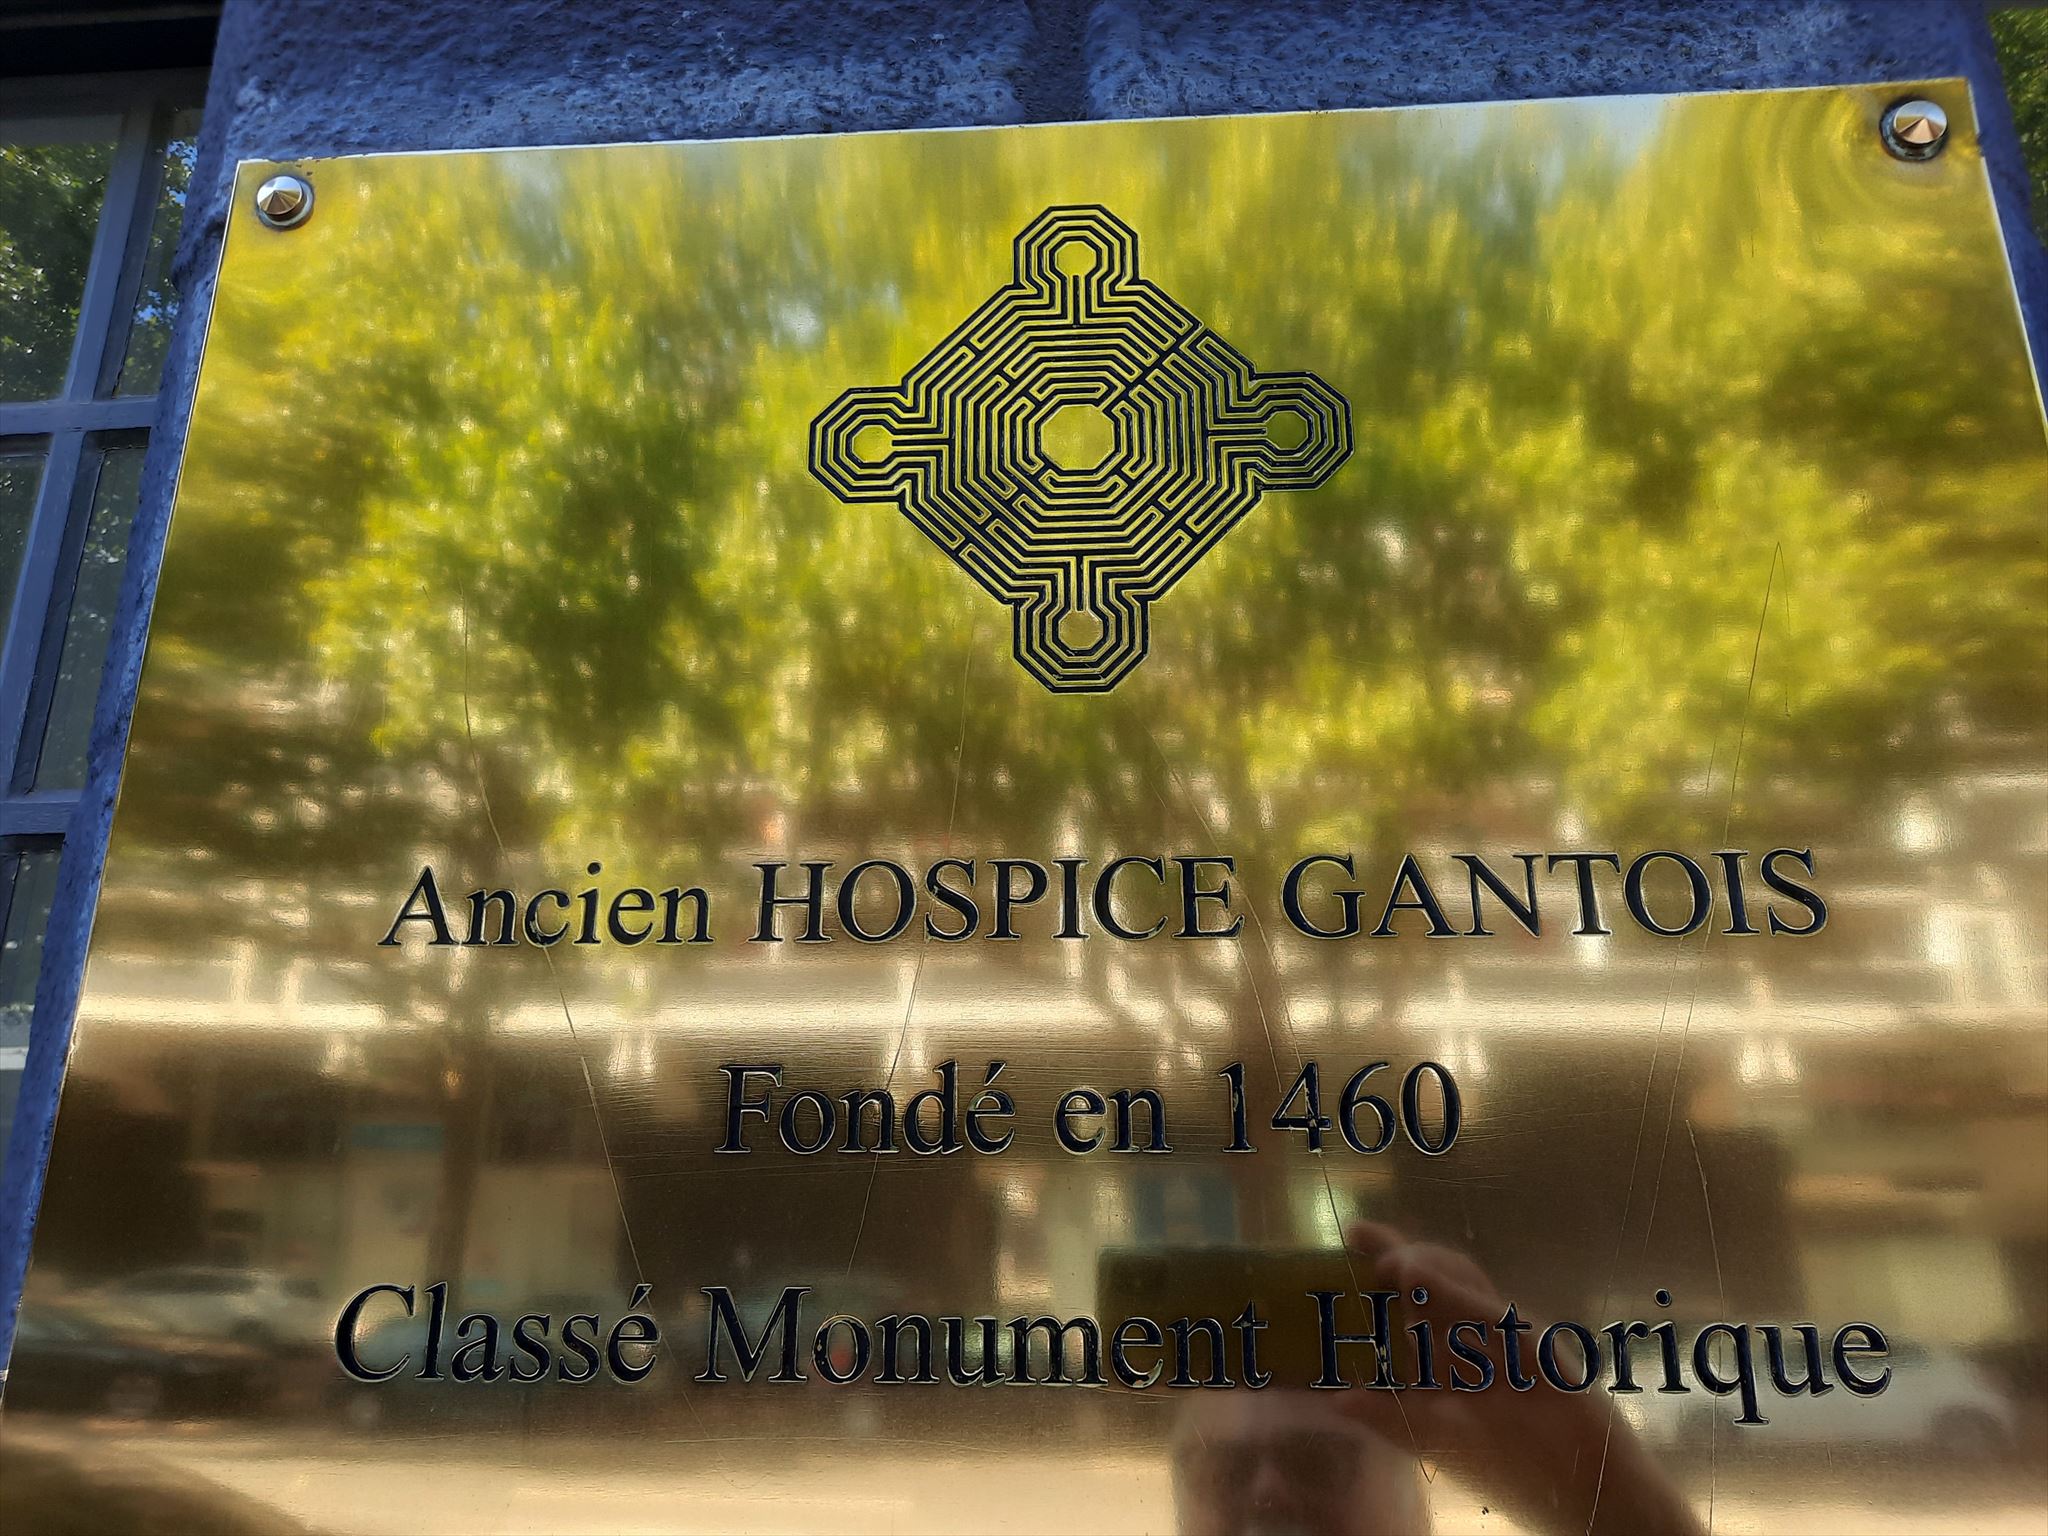 Ancien HOSPICE GANTOIS
Fondé en 1460
Classé Monument Historique